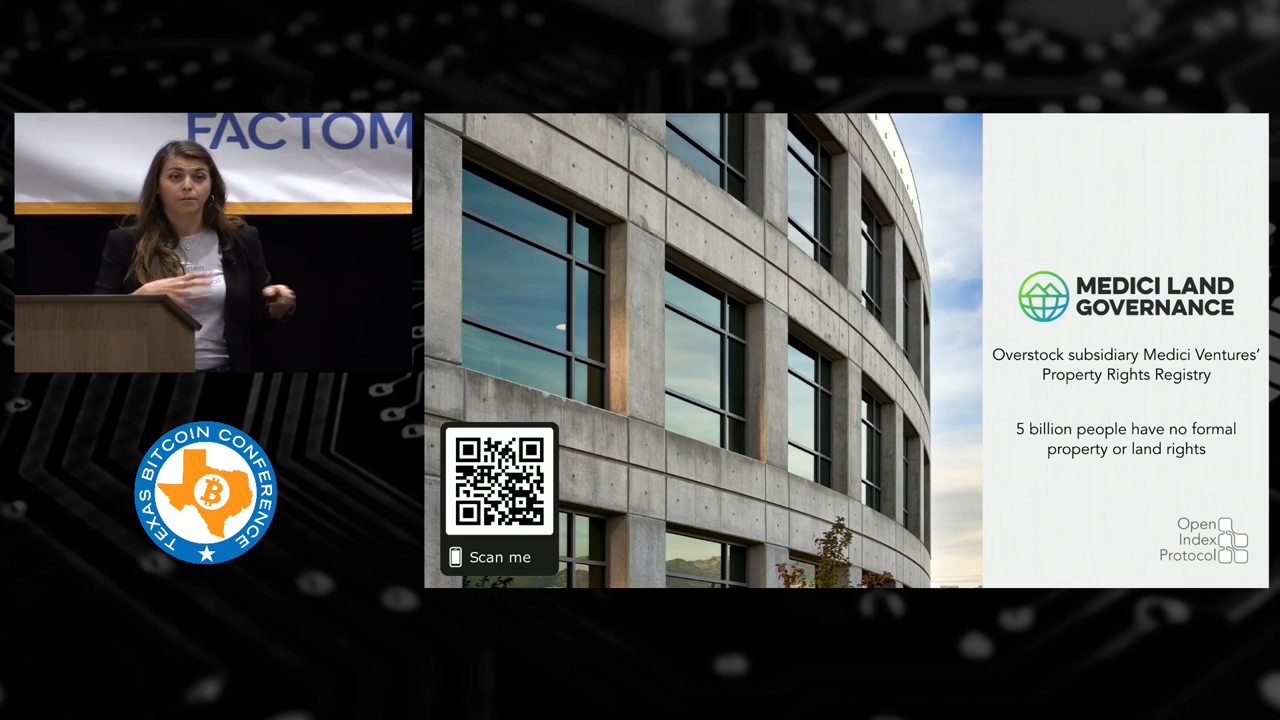 FACTOM
TEXAS BITCOIN CONFERENCE
Scan me
MEDICI LAND
GOVERNANCE
Overstock subsidiary Medici Ventures’
Property Rights Registry
5 billion people have no formal
property or land rights
Open
Index
Protocol